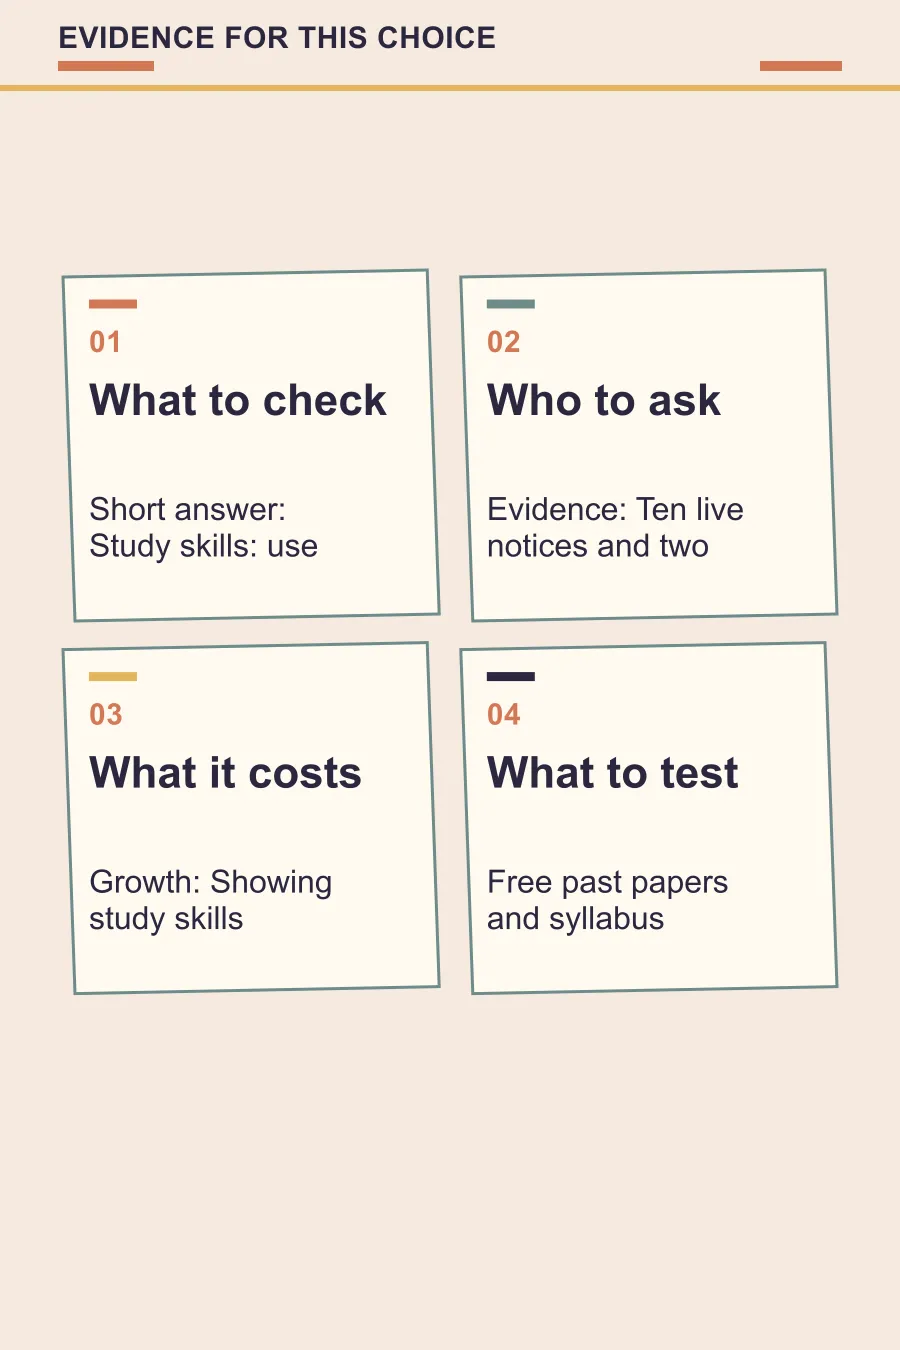 EVIDENCE FOR THIS CHOICE
01
What to check
Short answer:
Study skills: use
02
Who to ask
Evidence: Ten live
notices and two
03
What it costs
Growth: Showing
study skills
04
What to test
Free past papers
and syllabus